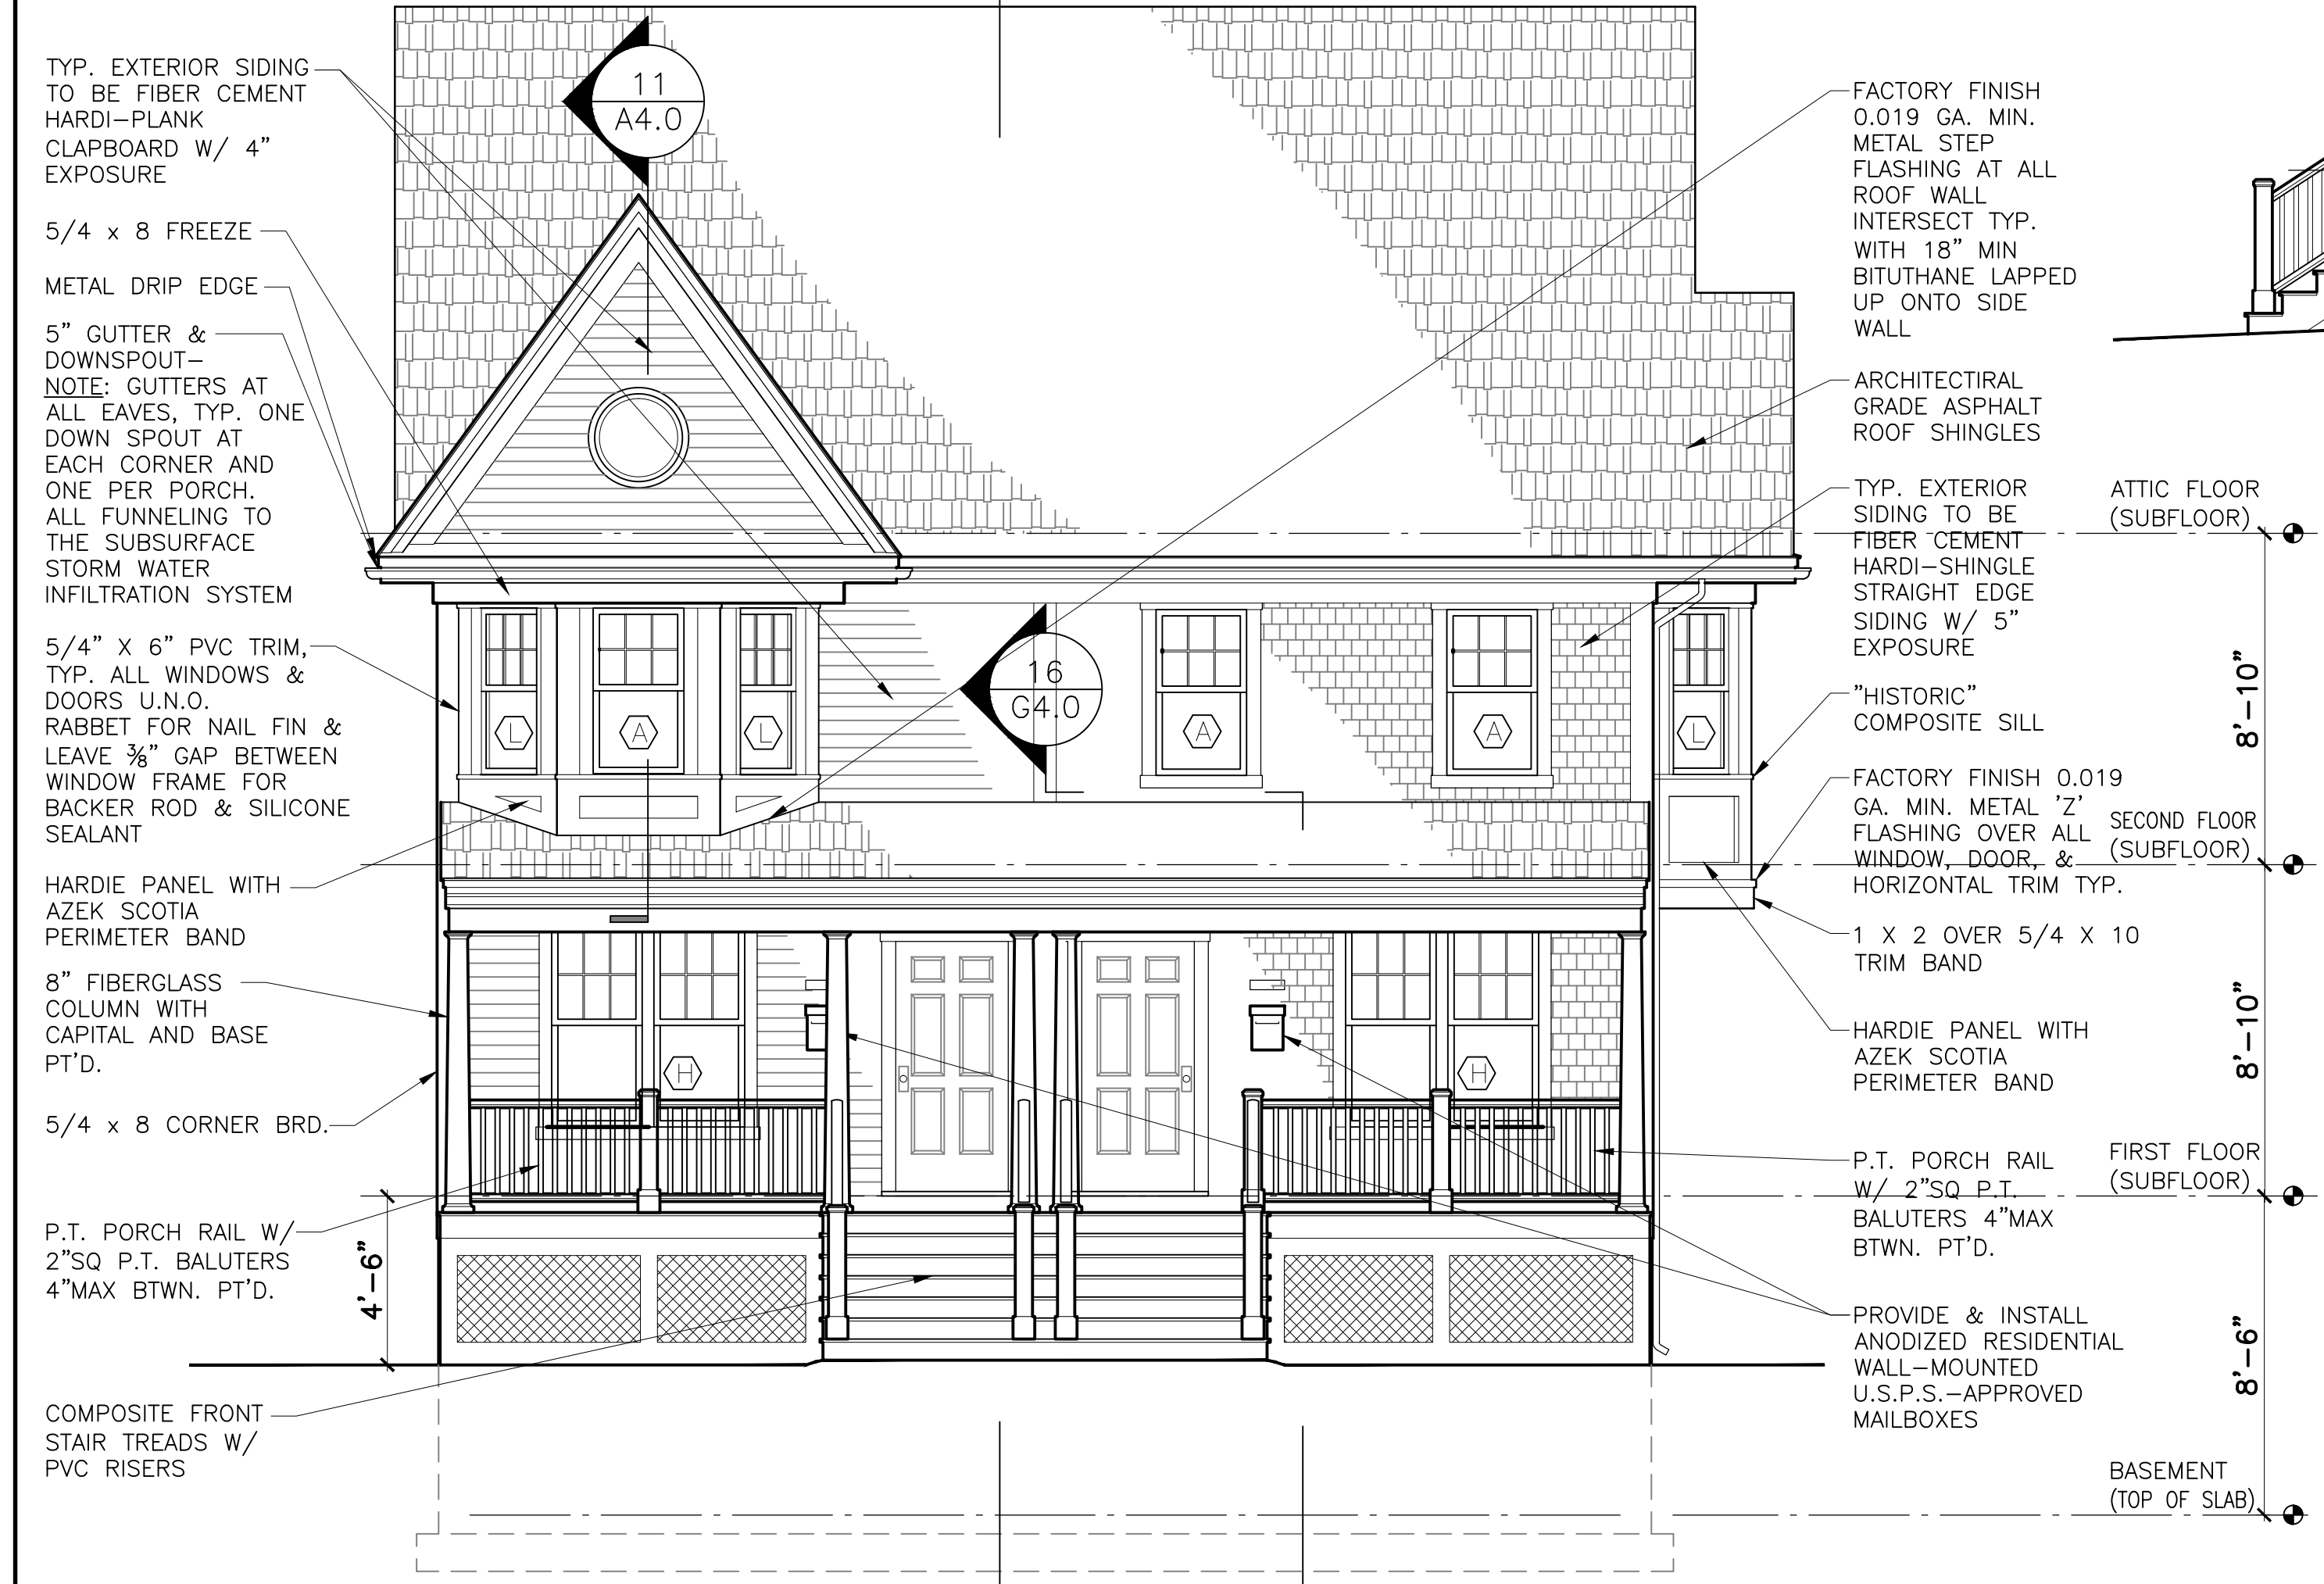 TYP. EXTERIOR SIDING
TO BE FIBER CEMENT
HARDI-PLANK
CLAPBOARD W/ 4"
EXPOSURE
5/4 x 8 FREEZE
METAL DRIP EDGE
5" GUTTER &
DOWNSPOUT-
NOTE: GUTTERS AT
ALL EAVES, TYP. ONE
DOWN SPOUT AT
EACH CORNER AND
ONE PER PORCH.
ALL FUNNELING TO
THE SUBSURFACE
STORM WATER
INFILTRATION SYSTEM
5/4" X 6" PVC TRIM,
TYP. ALL WINDOWS &
DOORS U.N.O.
RABBET FOR NAIL FIN &
LEAVE ⅜" GAP BETWEEN
WINDOW FRAME FOR
BACKER ROD & SILICONE
SEALANT
HARDIE PANEL WITH
AZEK SCOTIA
PERIMETER BAND
8" FIBERGLASS
COLUMN WITH
CAPITAL AND BASE
PT'D.
5/4 x 8 CORNER BRD.
P.T. PORCH RAIL W/
2"SQ P.T. BALUTERS
4"MAX BTWN. PT'D.
4'-6"
COMPOSITE FRONT
STAIR TREADS W/
PVC RISERS
11
A4.0
16
G4.0
L
A
L
A
A
L
H
H
FACTORY FINISH
0.019 GA. MIN.
METAL STEP
FLASHING AT ALL
ROOF WALL
INTERSECT TYP.
WITH 18" MIN
BITUTHANE LAPPED
UP ONTO SIDE
WALL
ARCHITECTIRAL
GRADE ASPHALT
ROOF SHINGLES
TYP. EXTERIOR
SIDING TO BE
FIBER CEMENT
HARDI-SHINGLE
STRAIGHT EDGE
SIDING W/ 5"
EXPOSURE
"HISTORIC"
COMPOSITE SILL
FACTORY FINISH 0.019
GA. MIN. METAL 'Z'
FLASHING OVER ALL
WINDOW, DOOR, &
HORIZONTAL TRIM TYP.
1 X 2 OVER 5/4 X 10
TRIM BAND
HARDIE PANEL WITH
AZEK SCOTIA
PERIMETER BAND
P.T. PORCH RAIL
W/ 2"SQ P.T.
BALUTERS 4"MAX
BTWN. PT'D.
PROVIDE & INSTALL
ANODIZED RESIDENTIAL
WALL-MOUNTED
U.S.P.S.-APPROVED
MAILBOXES
ATTIC FLOOR
(SUBFLOOR)
8'-10"
SECOND FLOOR
(SUBFLOOR)
8'-10"
FIRST FLOOR
(SUBFLOOR)
8'-6"
BASEMENT
(TOP OF SLAB)